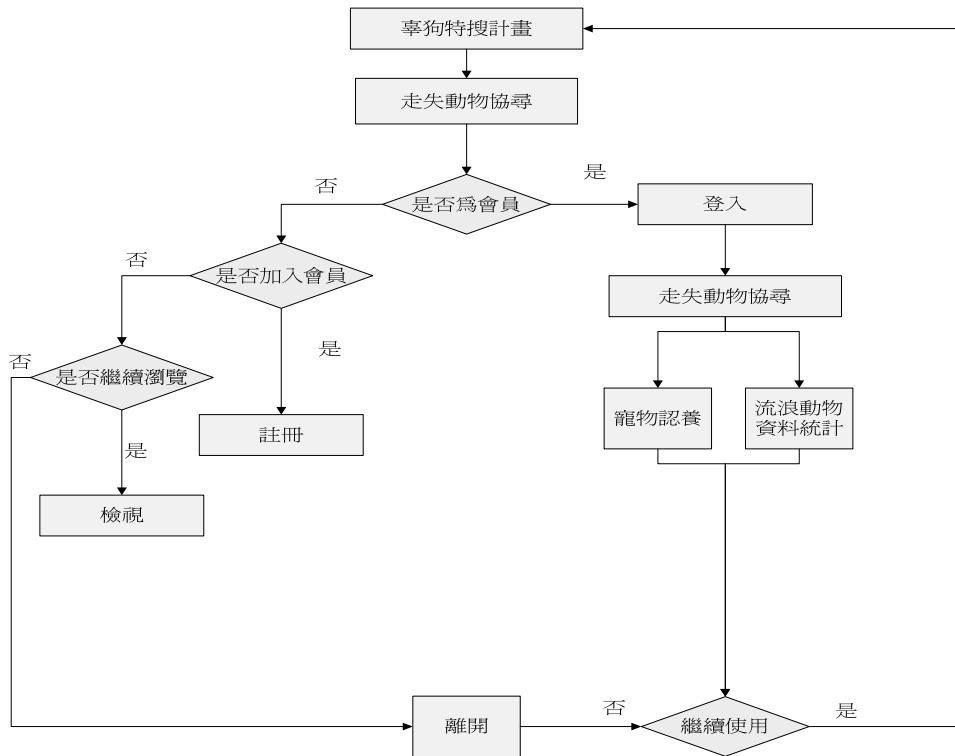 辜狗特搜計畫
走失動物協尋
是否為會員
否
是
登入
是否加入會員
否
是
走失動物協尋
是否繼續瀏覽
否
是
註冊
寵物認養
流浪動物
資料統計
檢視
離開
否
繼續使用
是